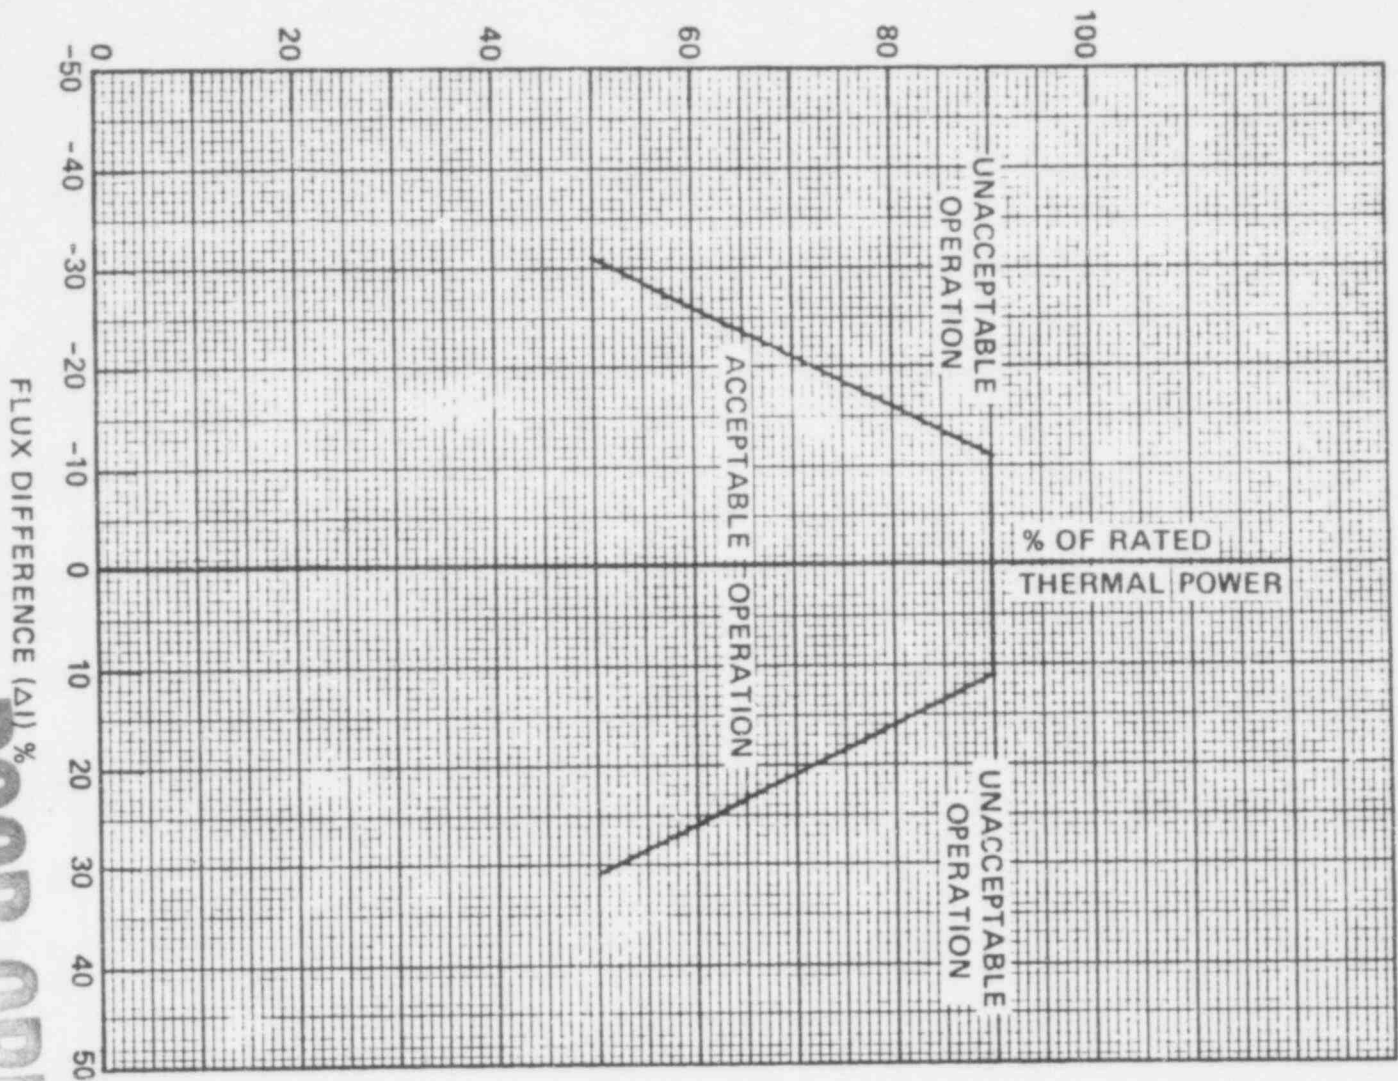 % OF RATED
THERMAL POWER
UNACCEPTABLE
OPERATION
UNACCEPTABLE
OPERATION
ACCEPTABLE OPERATION
100
80
60
40
20
0
-50
-40
-30
-20
-10
0
10
20
30
40
50
FLUX DIFFERENCE (ΔI) %